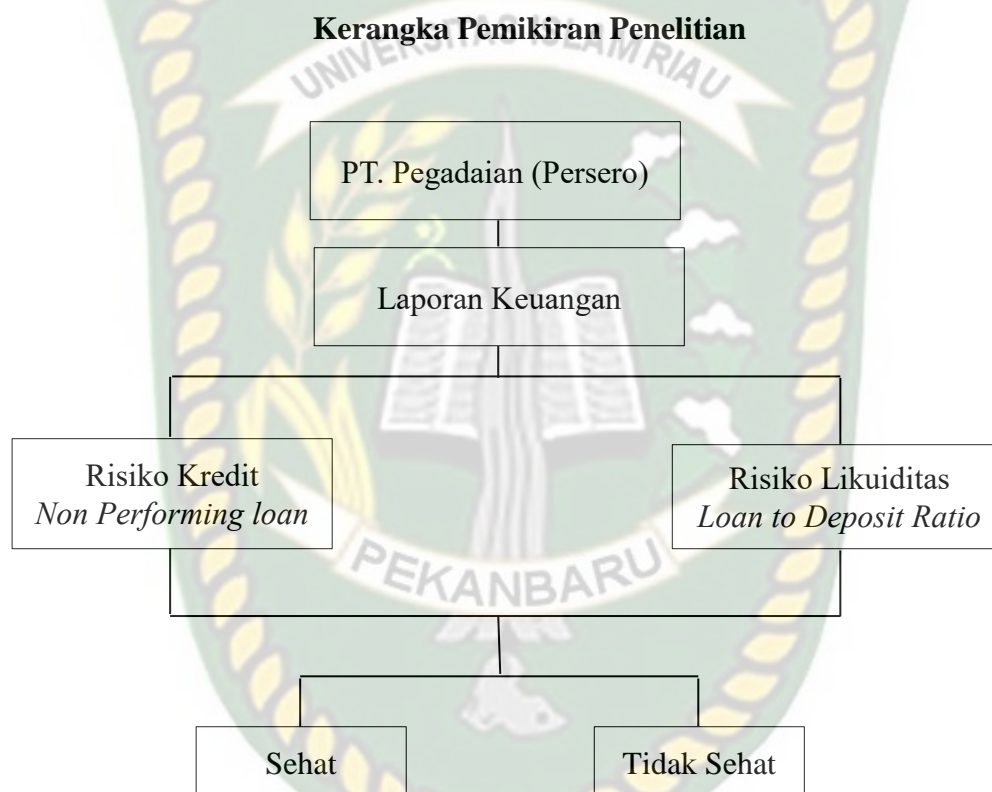 Kerangka Pemikiran Penelitian
UNIVERSITAS ISLAM RIAU
PT. Pegadaian (Persero)
Laporan Keuangan
Risiko Kredit
Non Performing loan
Risiko Likuiditas
Loan to Deposit Ratio
PEKANBARU
Sehat
Tidak Sehat